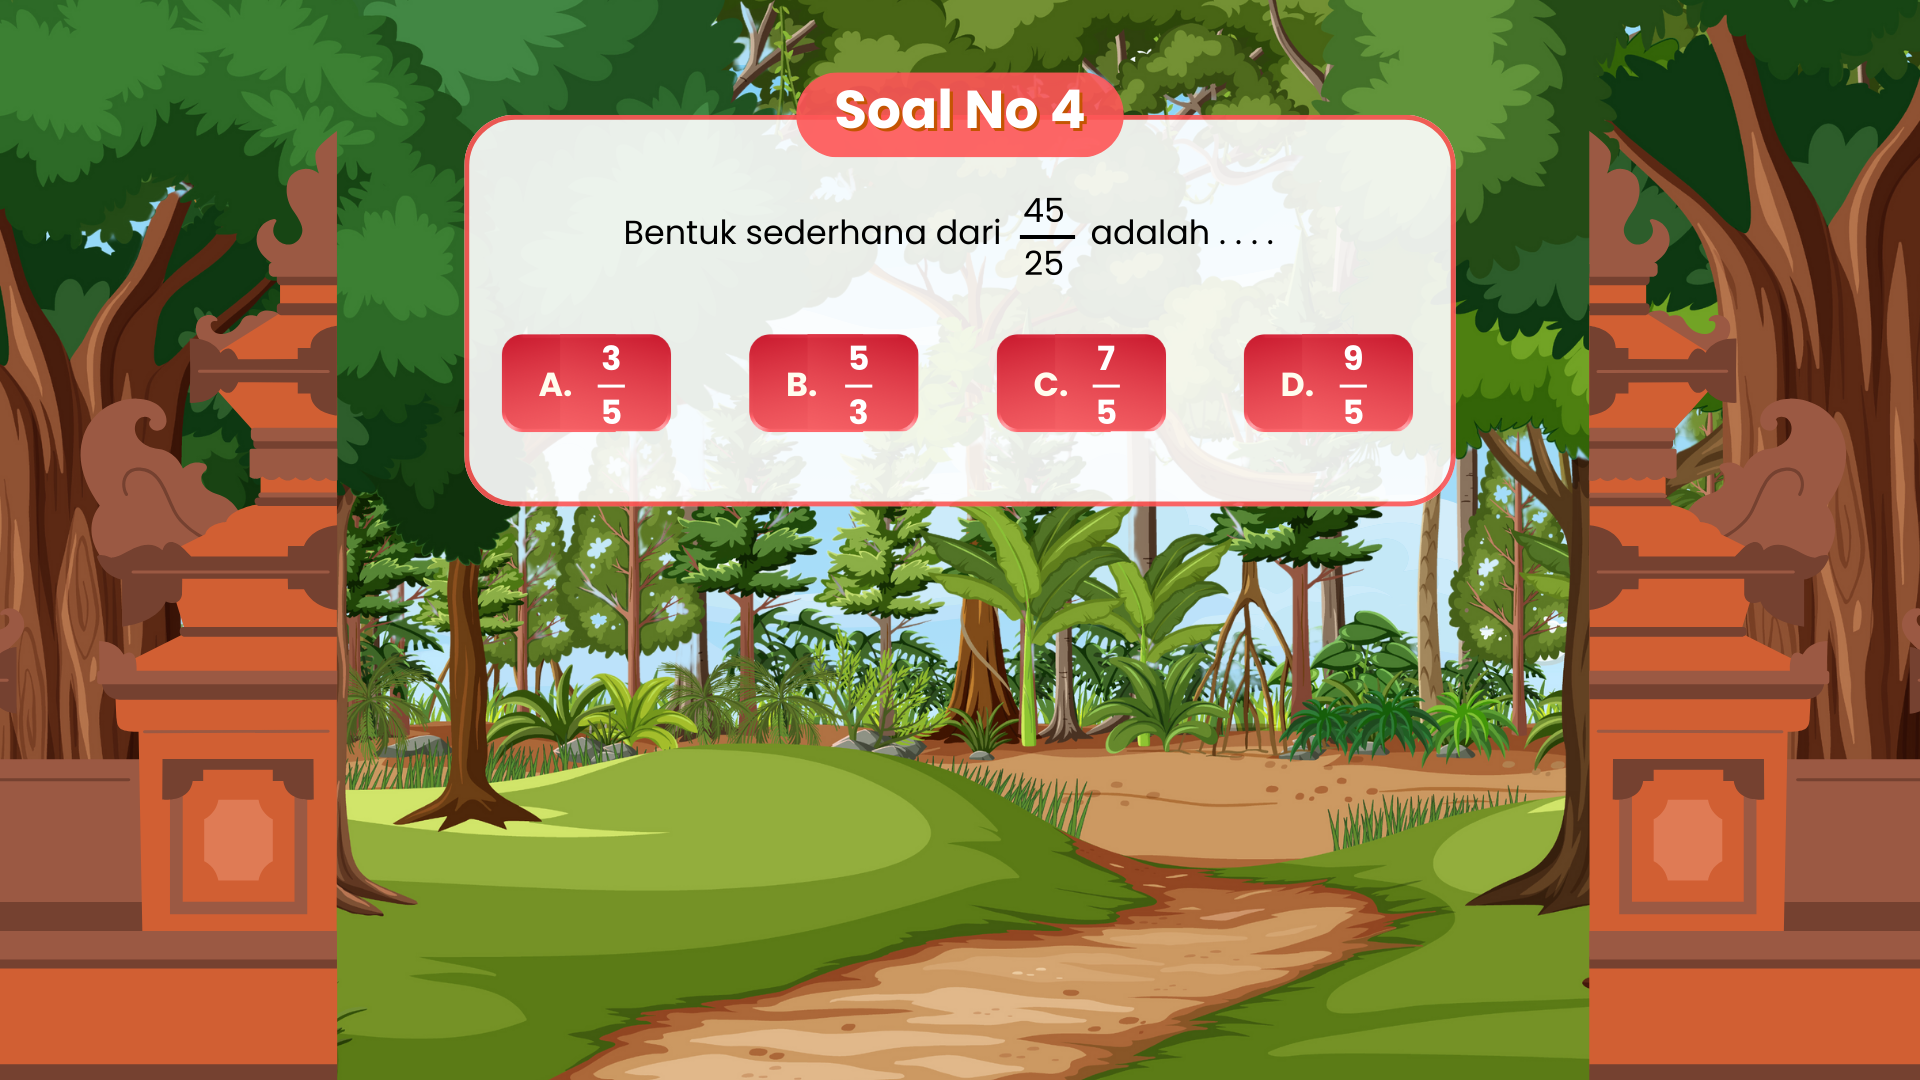 Soal No 4
Bentuk sederhana dari 45/25 adalah . . . .
A. 3/5
B. 5/3
C. 7/5
D. 9/5